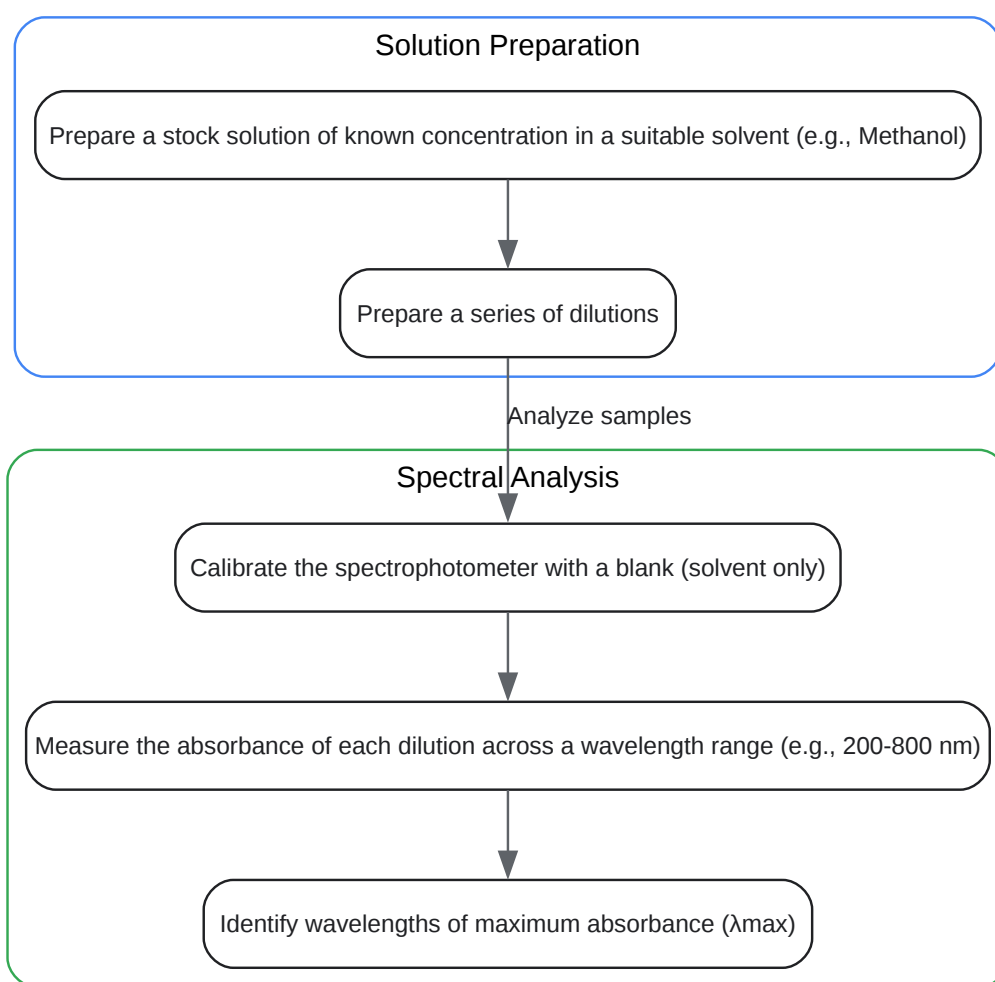 Solution Preparation
Prepare a stock solution of known concentration in a suitable solvent (e.g., Methanol)
Prepare a series of dilutions
Analyze samples
Spectral Analysis
Calibrate the spectrophotometer with a blank (solvent only)
Measure the absorbance of each dilution across a wavelength range (e.g., 200-800 nm)
Identify wavelengths of maximum absorbance (λmax)